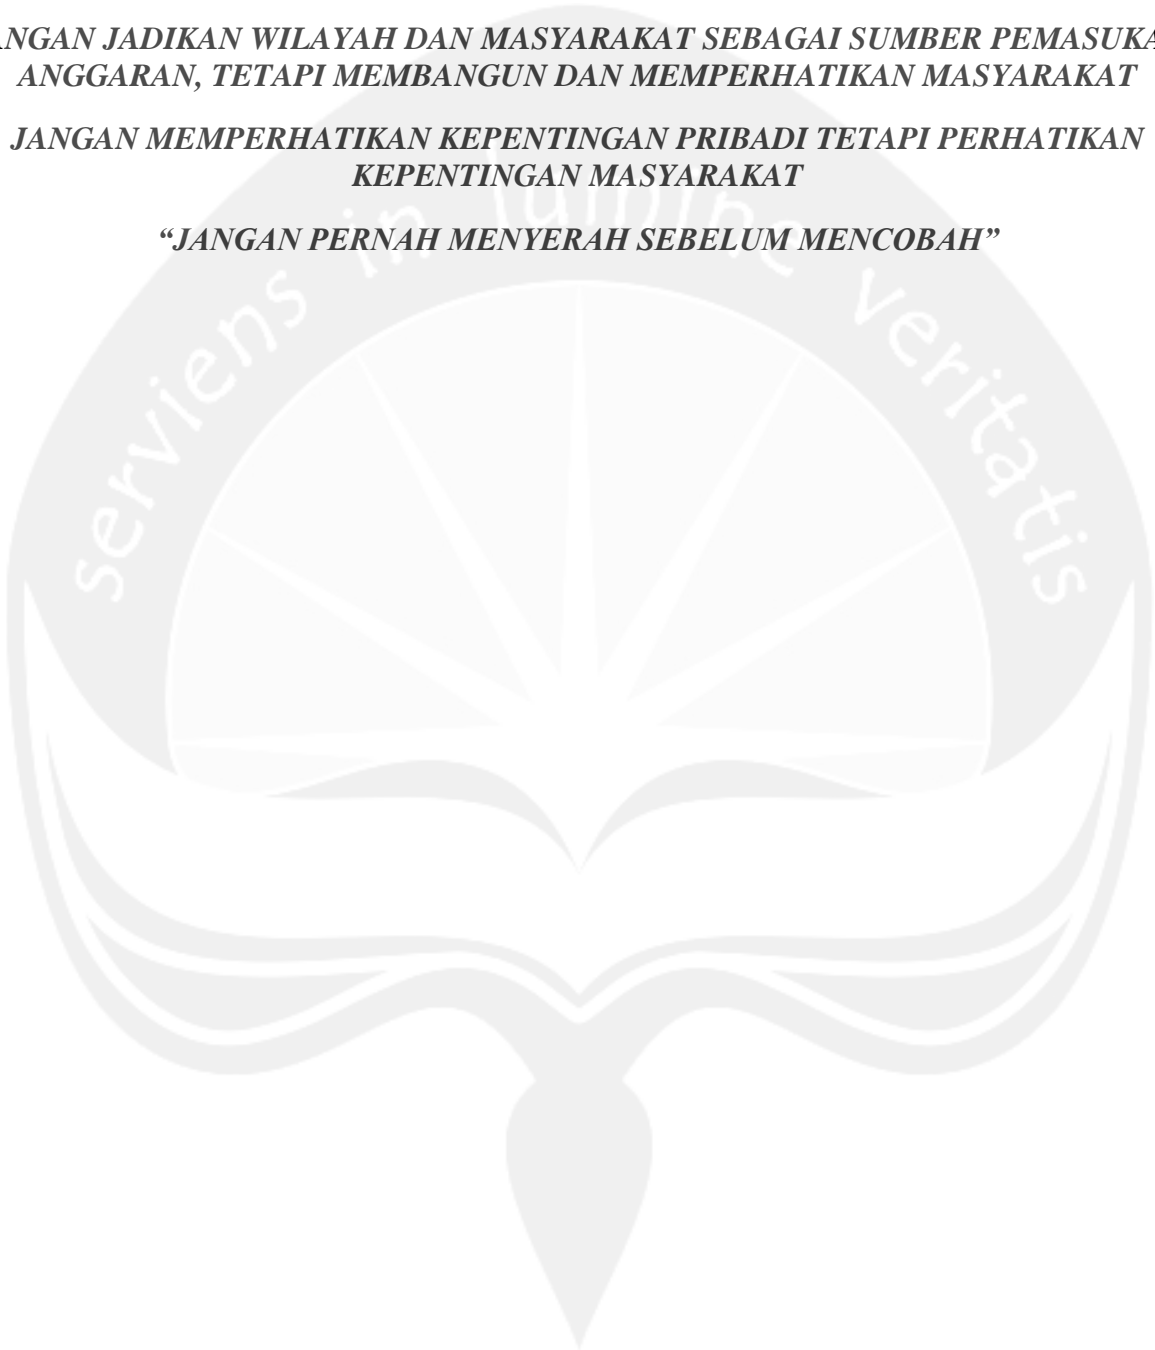 ANGAN JADIKAN WILAYAH DAN MASYARAKAT SEBAGAI SUMBER PEMASUKA
ANGGARAN, TETAPI MEMBANGUN DAN MEMPERHATIKAN MASYARAKAT
JANGAN MEMPERHATIKAN KEPENTINGAN PRIBADI TETAPI PERHATIKAN
KEPENTINGAN MASYARAKAT
“JANGAN PERNAH MENYERAH SEBELUM MENCOBAH”
serviens in lumine veritatis